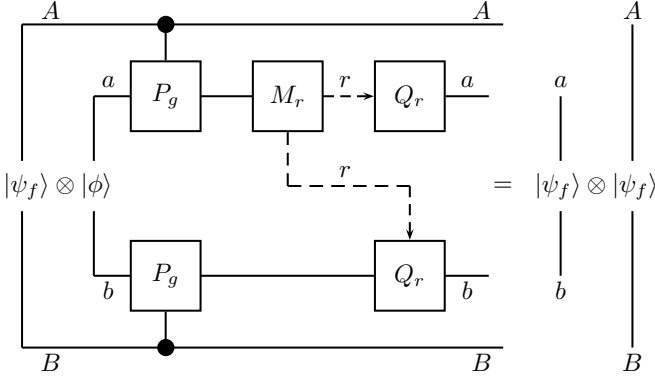 A A A
a P_g M_r r Q_r a a
|ψ_f⟩ ⊗ |φ⟩ r = |ψ_f⟩ ⊗ |ψ_f⟩
b P_g Q_r b b
B B B